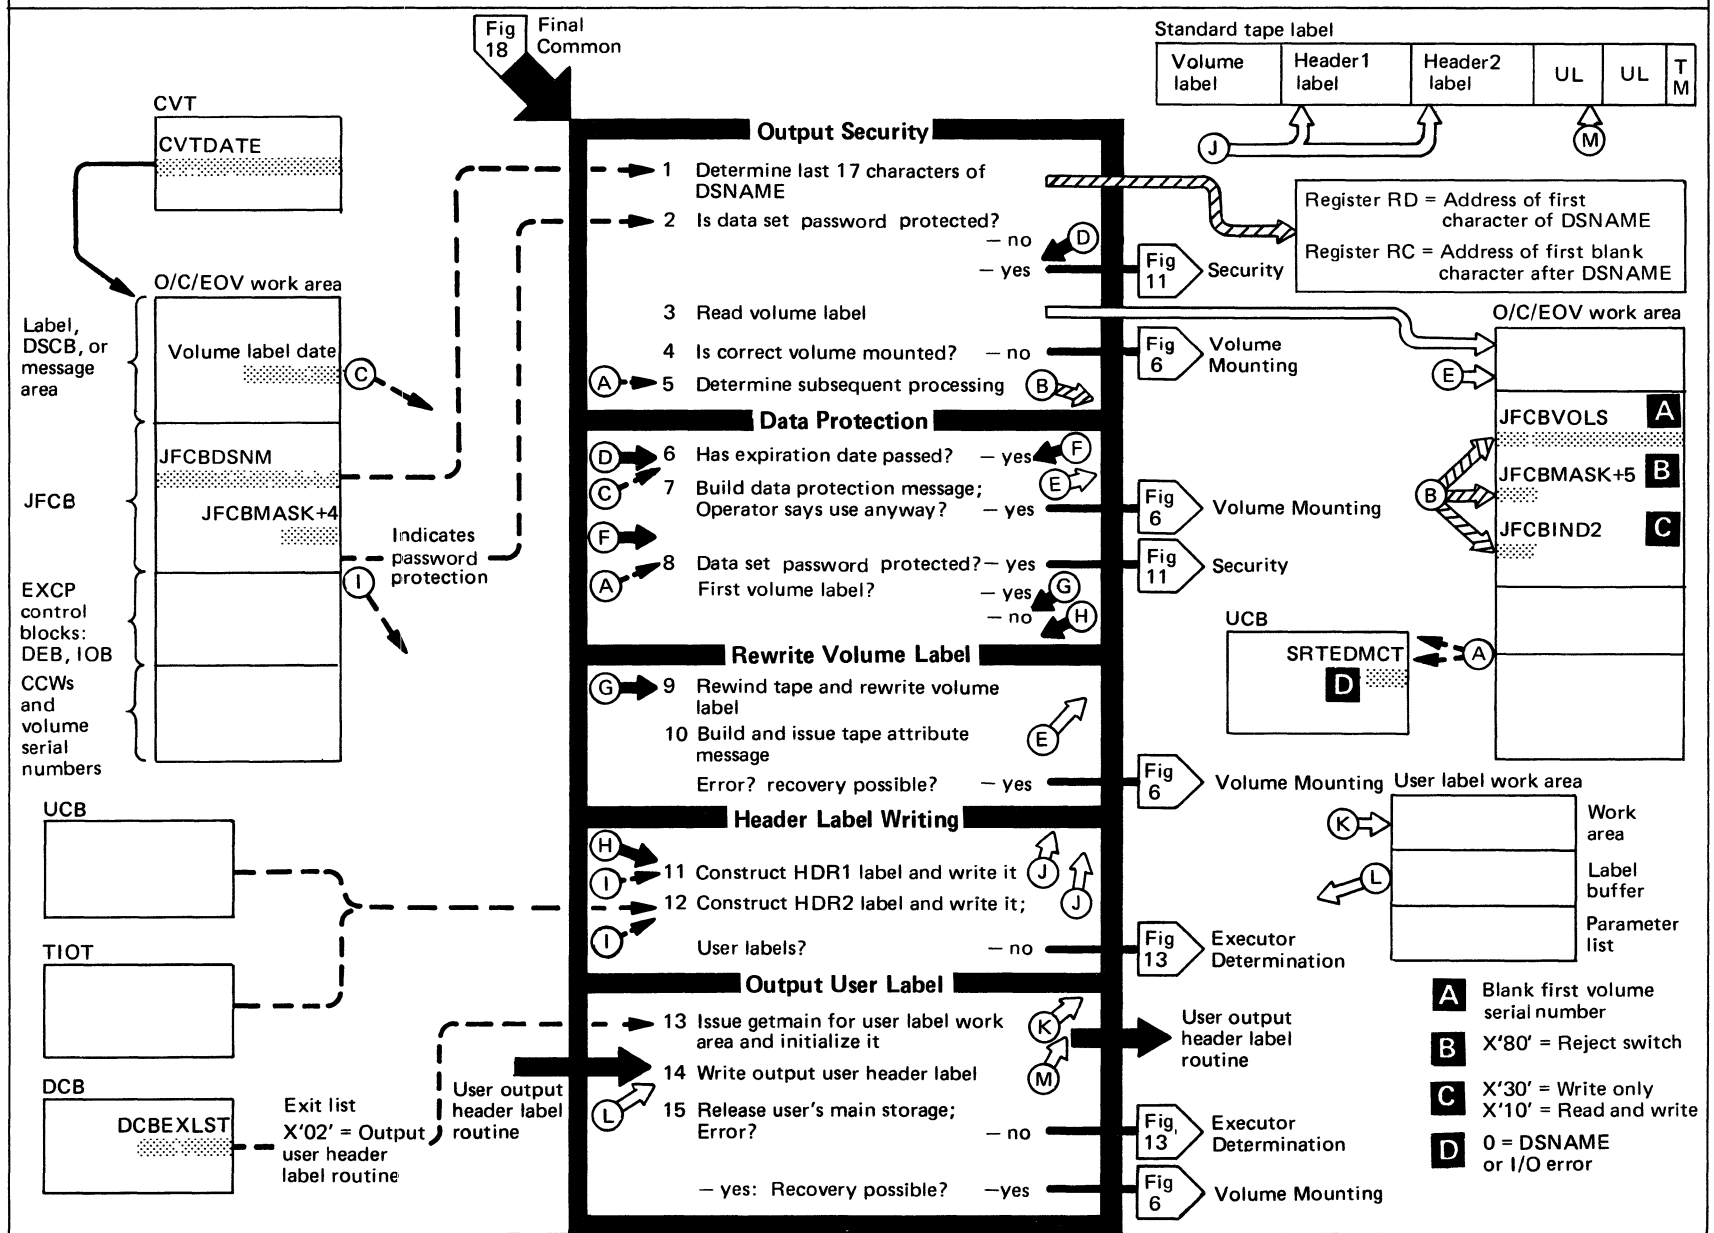 Fig
18
Final
Common
Standard tape label
Volume
label
Header1
label
Header2
label
UL
UL
T
M
J
M
CVT
CVTDATE
O/C/EOV work area
Label,
DSCB, or
message
area
Volume label date
C
JFCB
JFCBDSNM
JFCBMASK+4
Indicates
password
protection
I
EXCP
control
blocks:
DEB, IOB
CCWs
and
volume
serial
numbers
UCB
TIOT
DCB
DCBEXLST
Exit list
X'02' = Output
user header
label routine
User output
header label
routine
Output Security
1 Determine last 17 characters of
DSNAME
2 Is data set password protected?
– no
D
– yes
Fig
11
Security
3 Read volume label
4 Is correct volume mounted? – no
Fig
6
Volume
Mounting
A
5 Determine subsequent processing
B
Data Protection
D
6 Has expiration date passed? – yes
F
C
E
7 Build data protection message;
Operator says use anyway? – yes
Fig
6
Volume Mounting
F
8 Data set password protected? – yes
Fig
11
Security
A
First volume label? – yes
G
– no
H
Rewrite Volume Label
G
9 Rewind tape and rewrite volume
label
10 Build and issue tape attribute
message
E
Error? recovery possible? – yes
Fig
6
Volume Mounting
Header Label Writing
H
I
11 Construct HDR1 label and write it
J
12 Construct HDR2 label and write it;
J
I
User labels? – no
Fig
13
Executor
Determination
Output User Label
13 Issue getmain for user label work
area and initialize it
K
User output
header label
routine
14 Write output user header label
M
L
15 Release user's main storage;
Error? – no
Fig,
13
Executor
Determination
– yes: Recovery possible? –yes
Fig
6
Volume Mounting
Register RD = Address of first
character of DSNAME
Register RC = Address of first blank
character after DSNAME
O/C/EOV work area
E
JFCBVOLS
A
JFCBMASK+5
B
B
JFCBIND2
C
UCB
SRTEDMCT
D
A
User label work area
K
Work
area
L
Label
buffer
Parameter
list
A Blank first volume
serial number
B X'80' = Reject switch
C X'30' = Write only
X'10' = Read and write
D 0 = DSNAME
or I/O error